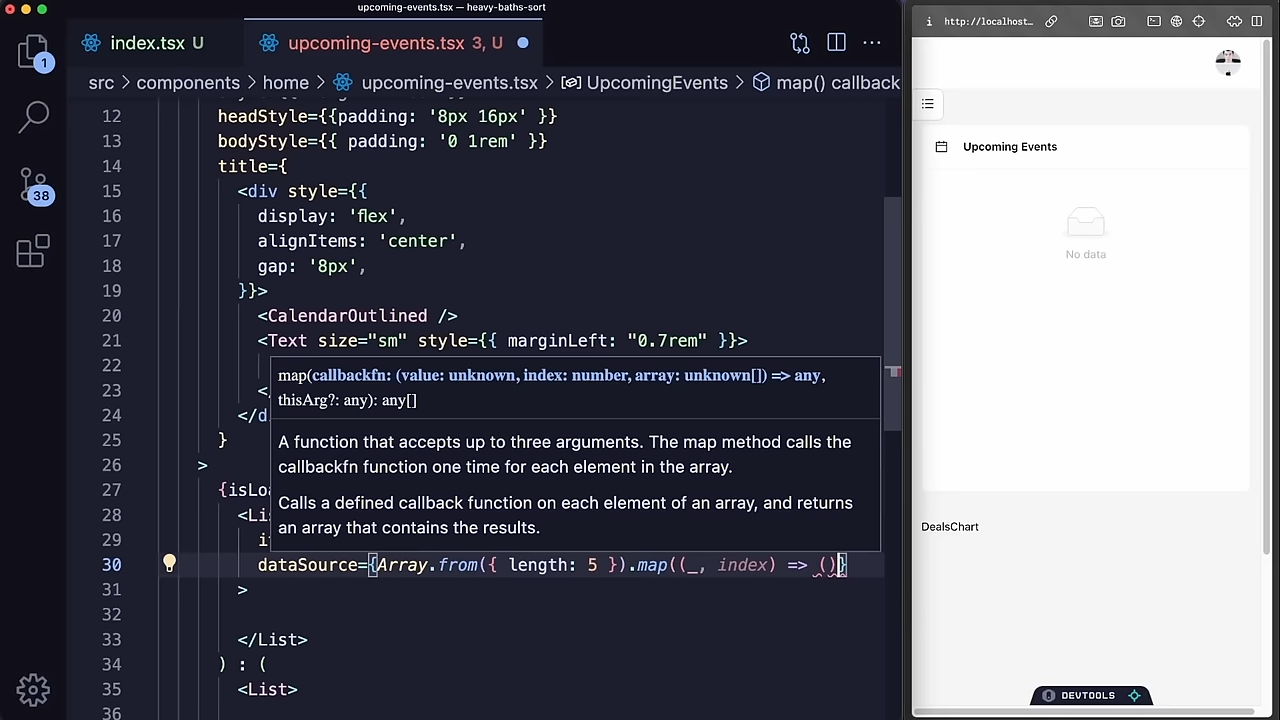 upcoming-events.tsx — heavy-baths-sort
index.tsx U
upcoming-events.tsx 3, U
src > components > home > upcoming-events.tsx > UpcomingEvents > map() callback
12 headStyle={{padding: '8px 16px' }}
13 bodyStyle={{ padding: '0 1rem' }}
14 title={
15 <div style={{
16 display: 'flex',
17 alignItems: 'center',
18 gap: '8px',
19 }}>
20 <CalendarOutlined />
21 <Text size="sm" style={{ marginLeft: "0.7rem" }}>
22
23 <
24 </d
25 }
26 >
27 {isLoa
28 <Lis
29 it
map(callbackfn: (value: unknown, index: number, array: unknown[]) => any,
thisArg?: any): any[]
A function that accepts up to three arguments. The map method calls the
callbackfn function one time for each element in the array.
Calls a defined callback function on each element of an array, and returns
an array that contains the results.
30 dataSource={Array.from({ length: 5 }).map((_, index) => ()}
31 >
32
33 </List>
34 ) : (
35 <List>
36
1
38
http://localhost…
Upcoming Events
No data
DealsChart
DEVTOOLS